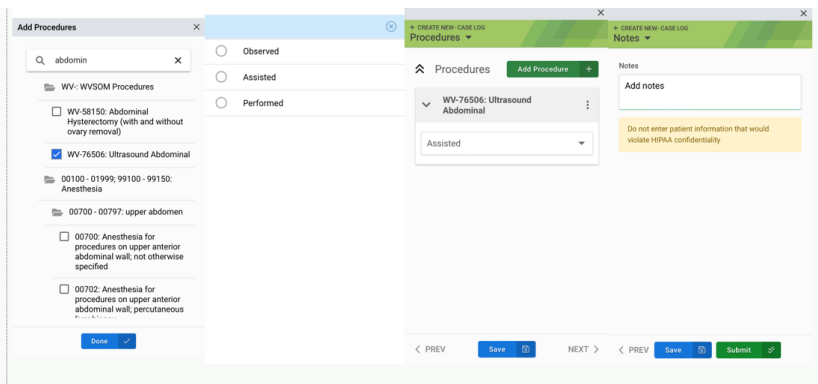 Add Procedures
abdomin
WV-: WVSOM Procedures
WV-58150: Abdominal
Hysterectomy (with and without
ovary removal)
WV-76506: Ultrasound Abdominal
00100 - 01999; 99100 - 99150:
Anesthesia
00700 - 00797: upper abdomen
00700: Anesthesia for
procedures on upper anterior
abdominal wall; not otherwise
specified
00702: Anesthesia for
procedures on upper anterior
abdominal wall; percutaneous
Done
Observed
Assisted
Performed
+ CREATE NEW- CASE LOG
Procedures
Procedures
Add Procedure +
WV-76506: Ultrasound
Abdominal
Assisted
< PREV
Save
NEXT >
+ CREATE NEW- CASE LOG
Notes
Notes
Add notes
Do not enter patient information that would
violate HIPAA confidentiality
< PREV
Save
Submit